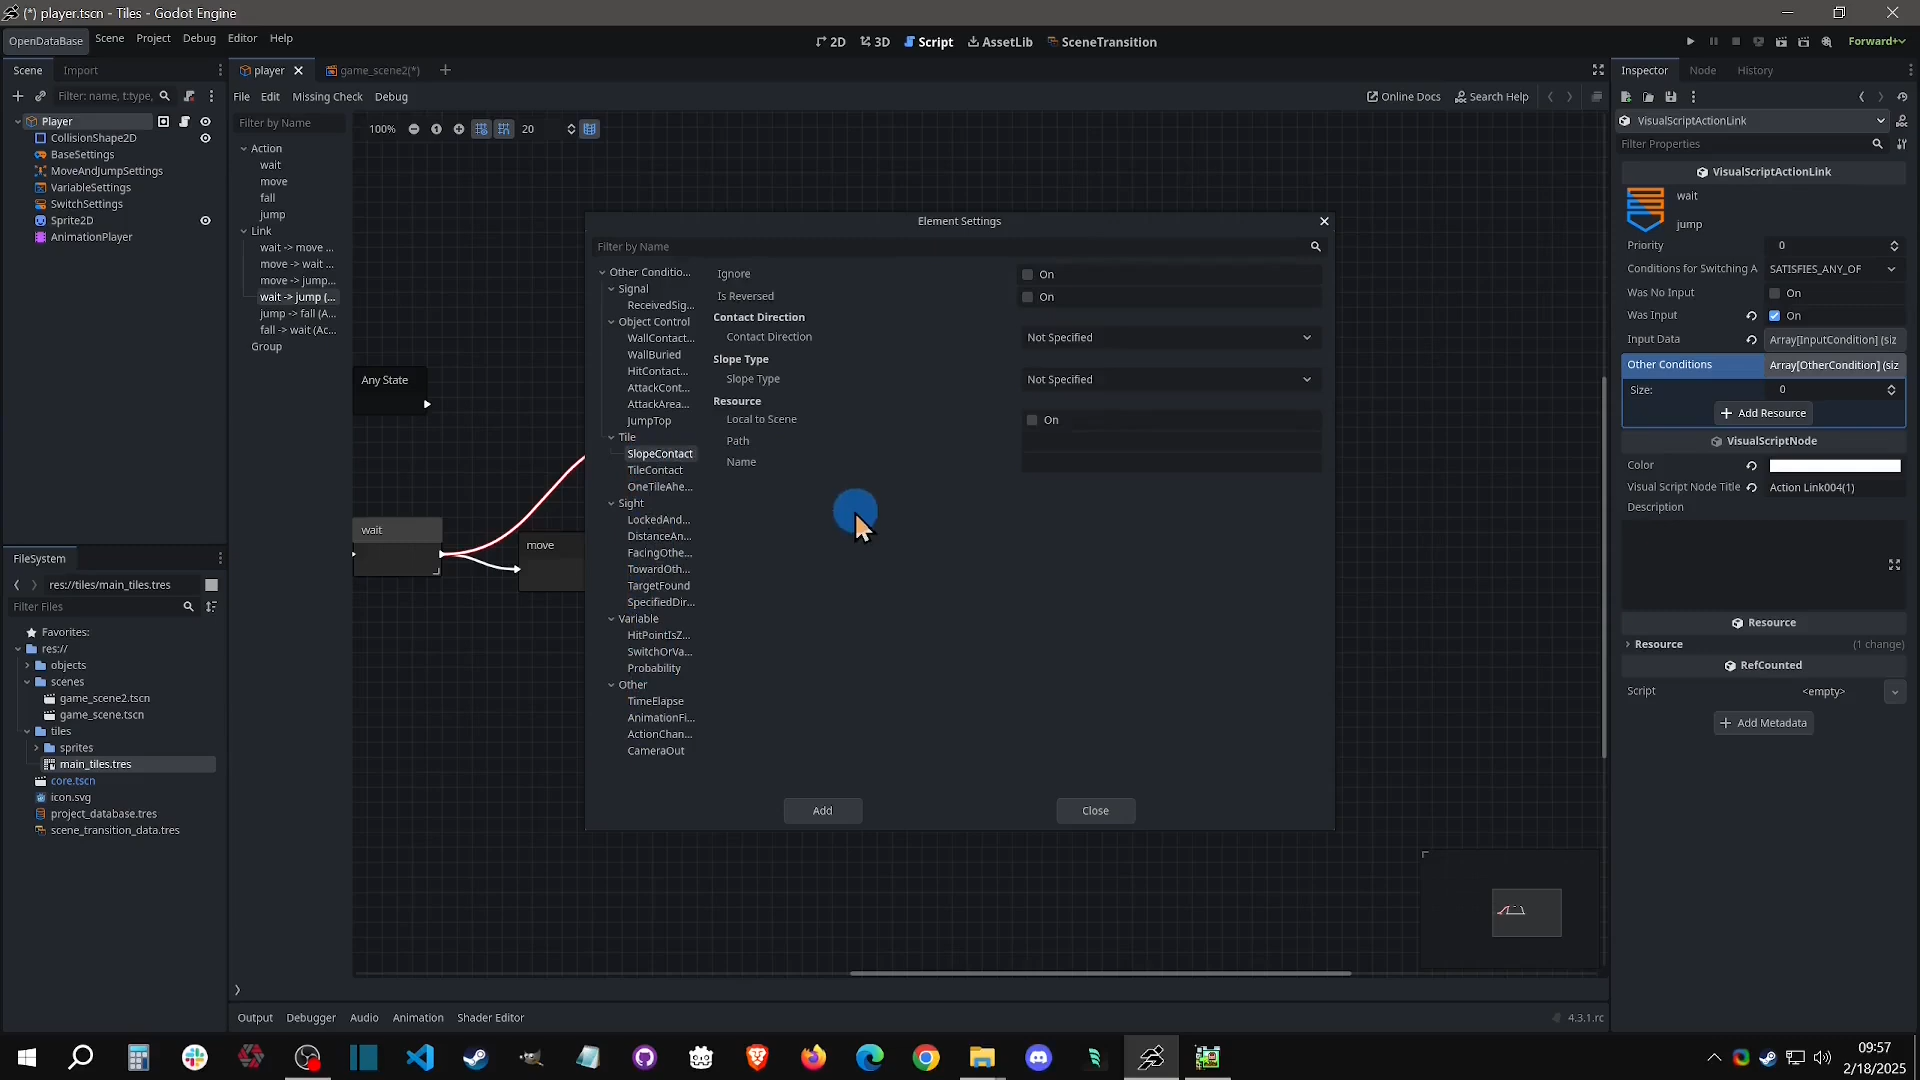 (*) player.tscn - Tiles - Godot Engine
OpenDataBase
Scene
Project
Debug
Editor
Help
2D
3D
Script
AssetLib
SceneTransition
Forward+
Scene
Import
player
game_scene2(*)
Inspector
Node
History
Filter: name, t:type,
File
Edit
Missing Check
Debug
Online Docs
Search Help
Player
CollisionShape2D
BaseSettings
MoveAndJumpSettings
VariableSettings
SwitchSettings
Sprite2D
AnimationPlayer
Filter by Name
Action
wait
move
fall
jump
Link
wait -> move ...
move -> wait ...
move -> jump...
wait -> jump (...
jump -> fall (A...
fall -> wait (Ac...
Group
100%
20
Any State
wait
move
Element Settings
Filter by Name
Other Conditio...
Signal
ReceivedSig...
Object Control
WallContact...
WallBuried
HitContact...
AttackCont...
AttackArea...
JumpTop
Tile
SlopeContact
TileContact
OneTileAhe...
Sight
LockedAnd...
DistanceAn...
FacingOthe...
TowardOth...
TargetFound
SpecifiedDir...
Variable
HitPointIsZ...
SwitchOrVa...
Probability
Other
TimeElapse
AnimationFi...
ActionChan...
CameraOut
Ignore
On
Is Reversed
On
Contact Direction
Contact Direction
Not Specified
Slope Type
Slope Type
Not Specified
Resource
Local to Scene
On
Path
Name
Add
Close
VisualScriptActionLink
Filter Properties
VisualScriptActionLink
wait
jump
Priority
0
Conditions for Switching A
SATISFIES_ANY_OF
Was No Input
On
Was Input
On
Input Data
Array[InputCondition] (siz
Other Conditions
Array[OtherCondition] (siz
Size:
0
Add Resource
VisualScriptNode
Color
Visual Script Node Title
Action Link004(1)
Description
Resource
Resource
(1 change)
RefCounted
Script
<empty>
Add Metadata
FileSystem
res://tiles/main_tiles.tres
Filter Files
Favorites:
res://
objects
scenes
game_scene2.tscn
game_scene.tscn
tiles
sprites
main_tiles.tres
core.tscn
icon.svg
project_database.tres
scene_transition_data.tres
Output
Debugger
Audio
Animation
Shader Editor
4.3.1.rc
09:57
2/18/2025